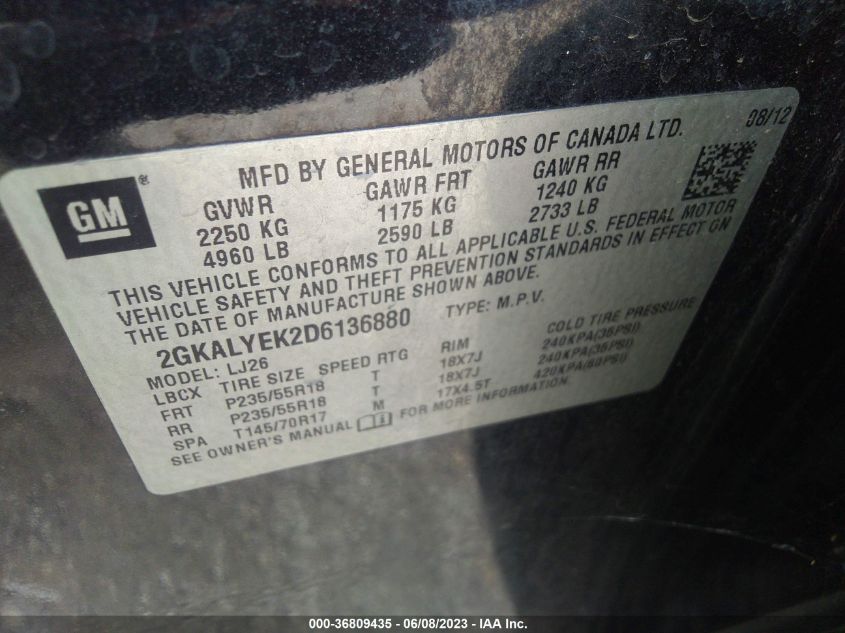 MFD BY GENERAL MOTORS OF CANADA LTD. 08/12
GM ®
GVWR GAWR FRT GAWR RR
2250 KG 1175 KG 1240 KG
4960 LB 2590 LB 2733 LB
THIS VEHICLE CONFORMS TO ALL APPLICABLE U.S. FEDERAL MOTOR
VEHICLE SAFETY AND THEFT PREVENTION STANDARDS IN EFFECT ON
THE DATE OF MANUFACTURE SHOWN ABOVE.
2GKALYEK2D6136880 TYPE: M.P.V.
MODEL: LJ26
LBCX TIRE SIZE SPEED RTG RIM COLD TIRE PRESSURE
FRT P235/55R18 T 18X7J 240KPA(35PSI)
RR P235/55R18 T 18X7J 240KPA(35PSI)
SPA T145/70R17 M 17X4.5T 420KPA(60PSI)
SEE OWNER'S MANUAL FOR MORE INFORMATION.
000-36809435 - 06/08/2023 - IAA Inc.